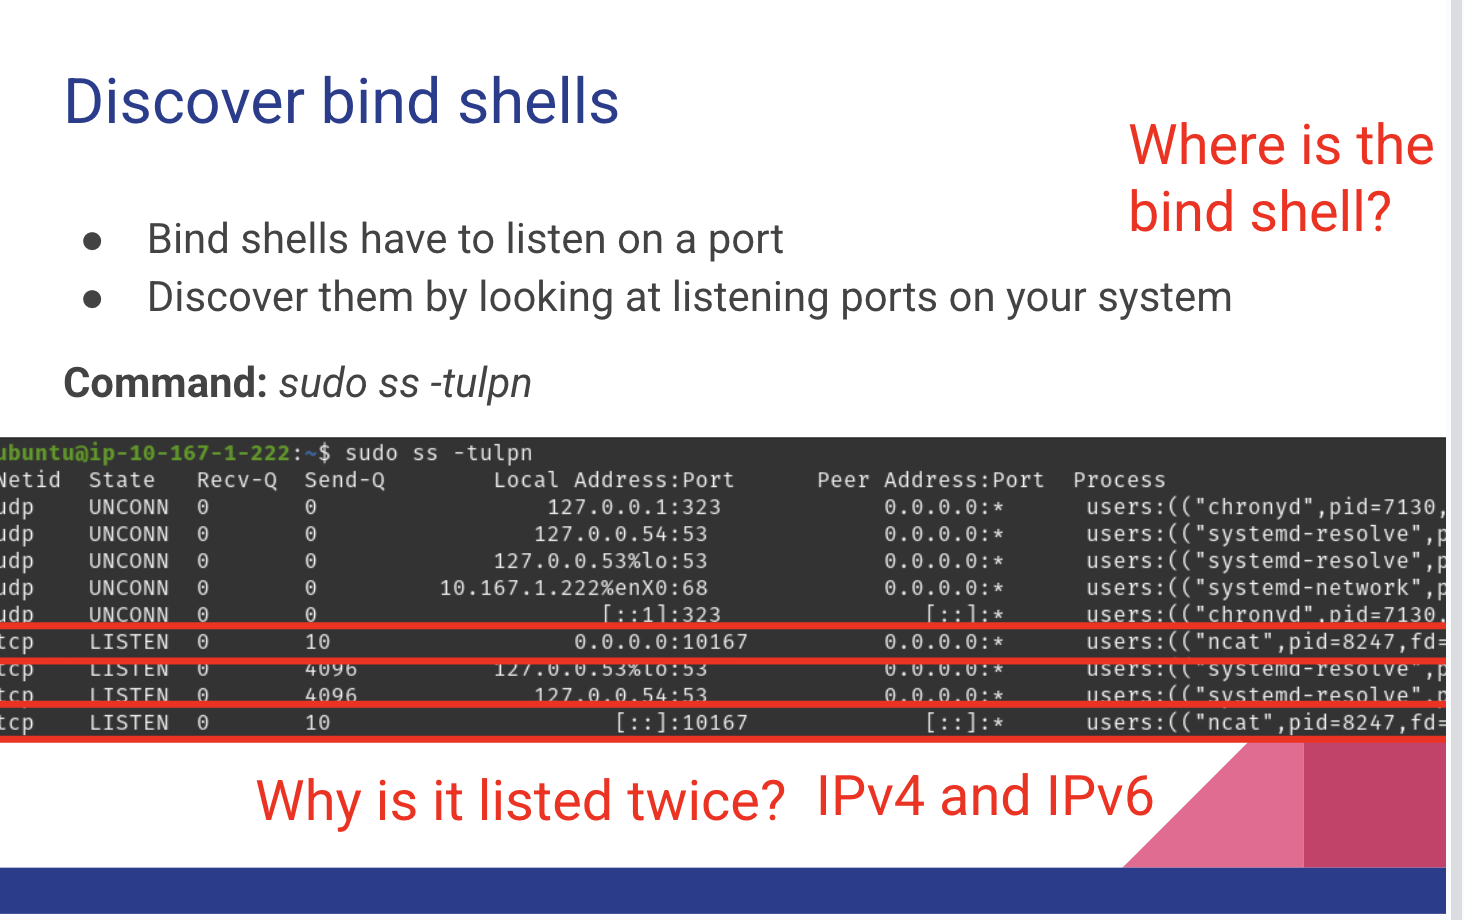 Discover bind shells
Where is the
bind shell?
● Bind shells have to listen on a port
● Discover them by looking at listening ports on your system
Command: sudo ss -tulpn
ubuntu@ip-10-167-1-222:~$ sudo ss -tulpn
Netid State Recv-Q Send-Q Local Address:Port Peer Address:Port Process
udp UNCONN 0 0 127.0.0.1:323 0.0.0.0:* users:(("chronyd",pid=7130,
udp UNCONN 0 0 127.0.0.54:53 0.0.0.0:* users:(("systemd-resolve",p
udp UNCONN 0 0 127.0.0.53%lo:53 0.0.0.0:* users:(("systemd-resolve",p
udp UNCONN 0 0 10.167.1.222%enX0:68 0.0.0.0:* users:(("systemd-network",p
udp UNCONN 0 0 [::1]:323 [::]:* users:(("chronyd",pid=7130,
tcp LISTEN 0 10 0.0.0.0:10167 0.0.0.0:* users:(("ncat",pid=8247,fd=
tcp LISTEN 0 4096 127.0.0.53%lo:53 0.0.0.0:* users:(("systemd-resolve",p
tcp LISTEN 0 4096 127.0.0.54:53 0.0.0.0:* users:(("systemd-resolve",p
tcp LISTEN 0 10 [::]:10167 [::]:* users:(("ncat",pid=8247,fd=
Why is it listed twice? IPv4 and IPv6